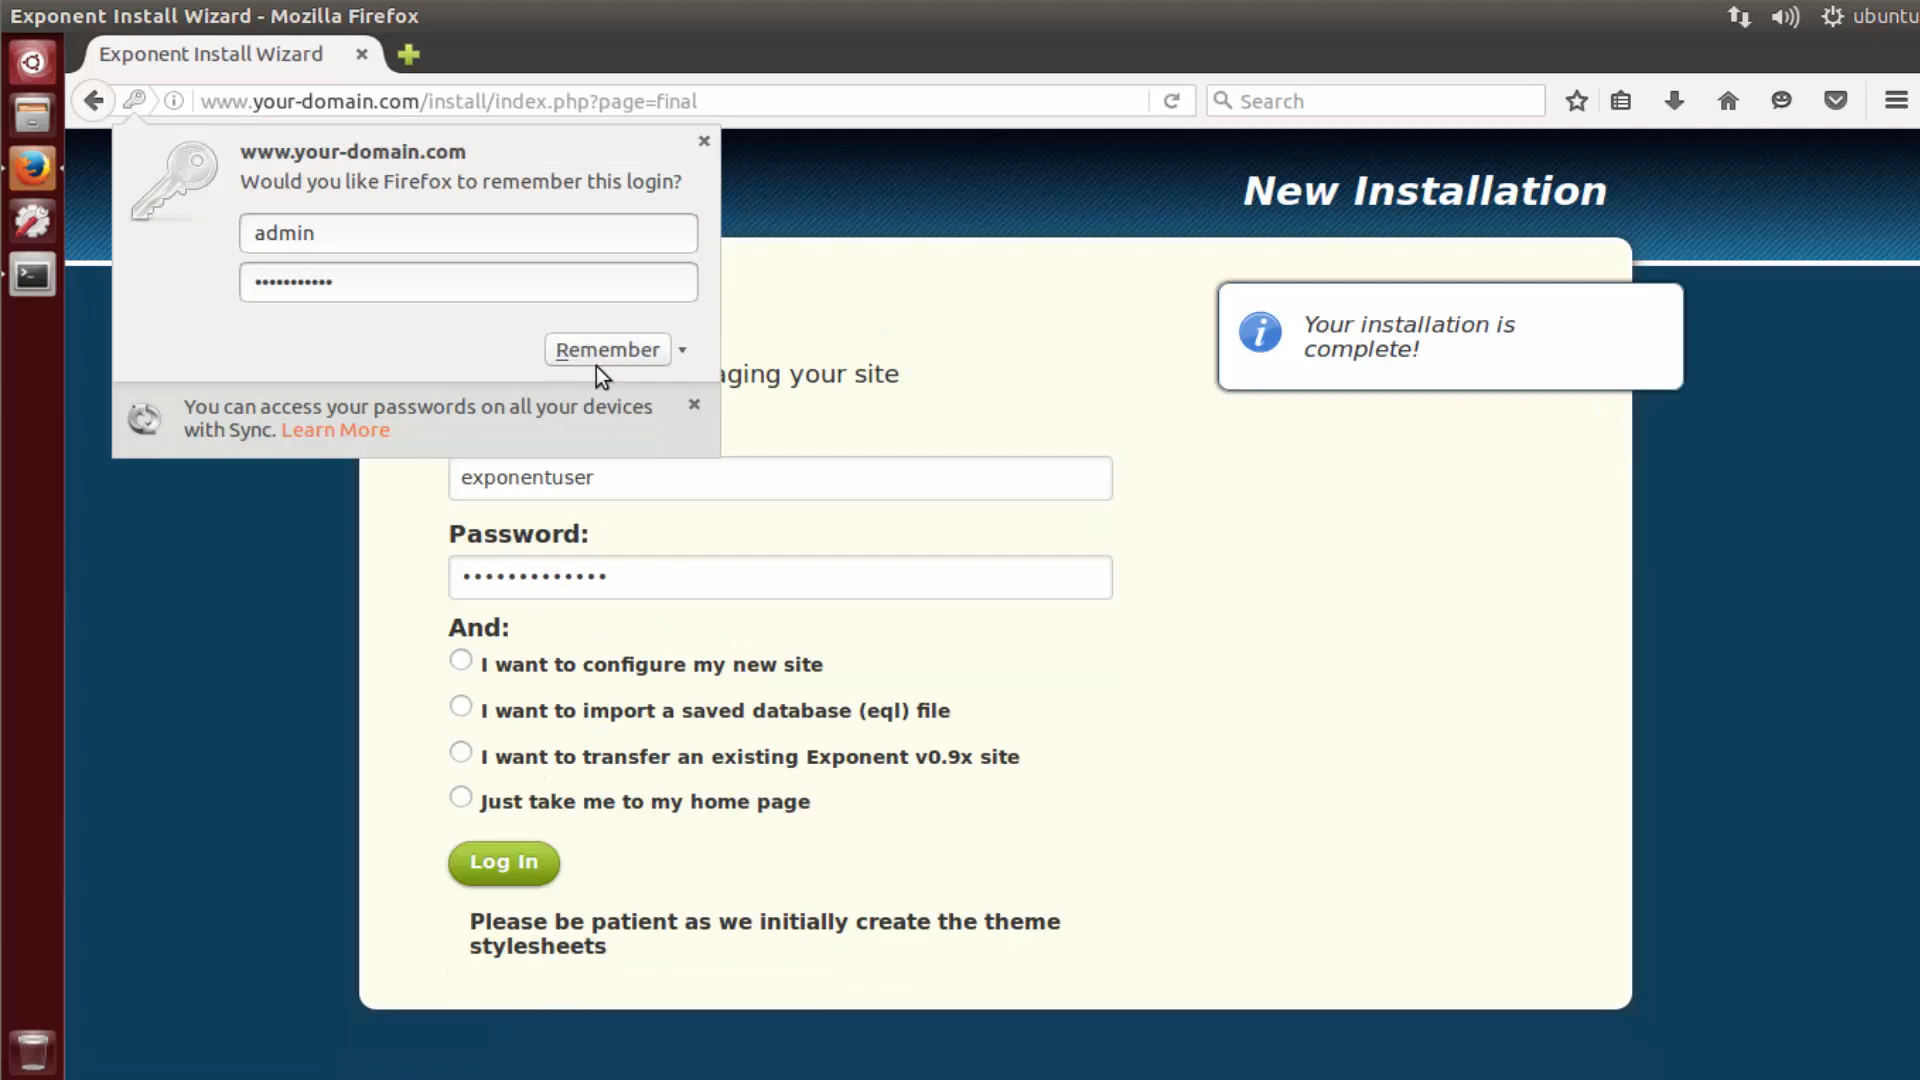 Exponent Install Wizard - Mozilla Firefox
ubuntu
Exponent Install Wizard
www.your-domain.com/install/index.php?page=final
Search
www.your-domain.com
Would you like Firefox to remember this login?
admin
•••••••••••
Remember
You can access your passwords on all your devices
with Sync. Learn More
New Installation
Your installation is
complete!
aging your site
exponentuser
Password:
•••••••••••••
And:
I want to configure my new site
I want to import a saved database (eql) file
I want to transfer an existing Exponent v0.9x site
Just take me to my home page
Log In
Please be patient as we initially create the theme
stylesheets